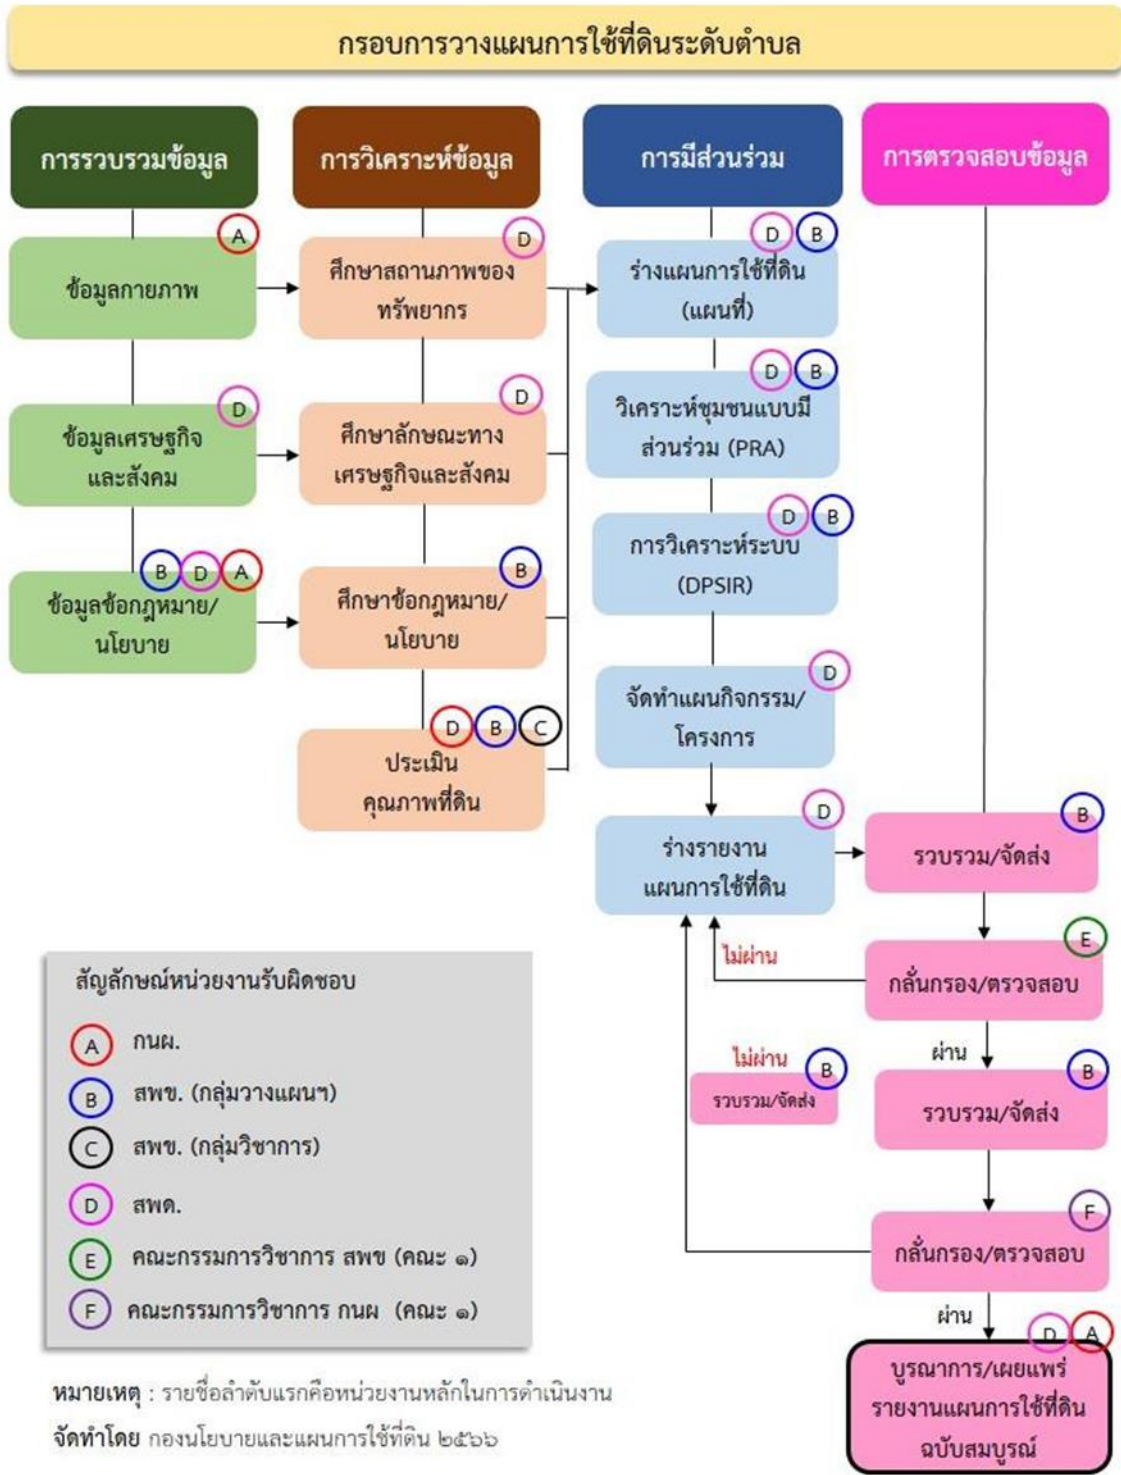 กรอบการวางแผนการใช้ที่ดินระดับตำบล
การรวบรวมข้อมูล
การวิเคราะห์ข้อมูล
การมีส่วนร่วม
การตรวจสอบข้อมูล
A
ข้อมูลกายภาพ
D
ข้อมูลเศรษฐกิจ
และสังคม
B D A
ข้อมูลข้อกฎหมาย/
นโยบาย
D
ศึกษาสถานภาพของ
ทรัพยากร
D
ศึกษาลักษณะทาง
เศรษฐกิจและสังคม
B
ศึกษาข้อกฎหมาย/
นโยบาย
D B C
ประเมิน
คุณภาพที่ดิน
D B
ร่างแผนการใช้ที่ดิน
(แผนที่)
D B
วิเคราะห์ชุมชนแบบมี
ส่วนร่วม (PRA)
D B
การวิเคราะห์ระบบ
(DPSIR)
D
จัดทำแผนกิจกรรม/
โครงการ
D
ร่างรายงาน
แผนการใช้ที่ดิน
B
รวบรวม/จัดส่ง
E
กลั่นกรอง/ตรวจสอบ
ไม่ผ่าน
ผ่าน
B
รวบรวม/จัดส่ง
ไม่ผ่าน
B
รวบรวม/จัดส่ง
F
กลั่นกรอง/ตรวจสอบ
ผ่าน
D A
บูรณาการ/เผยแพร่
รายงานแผนการใช้ที่ดิน
ฉบับสมบูรณ์
สัญลักษณ์หน่วยงานรับผิดชอบ
A กนผ.
B สพข. (กลุ่มวางแผนฯ)
C สพข. (กลุ่มวิชาการ)
D สพด.
E คณะกรรมการวิชาการ สพข (คณะ ๑)
F คณะกรรมการวิชาการ กนผ (คณะ ๑)
หมายเหตุ : รายชื่อลำดับแรกคือหน่วยงานหลักในการดำเนินงาน
จัดทำโดย กองนโยบายและแผนการใช้ที่ดิน ๒๕๖๖